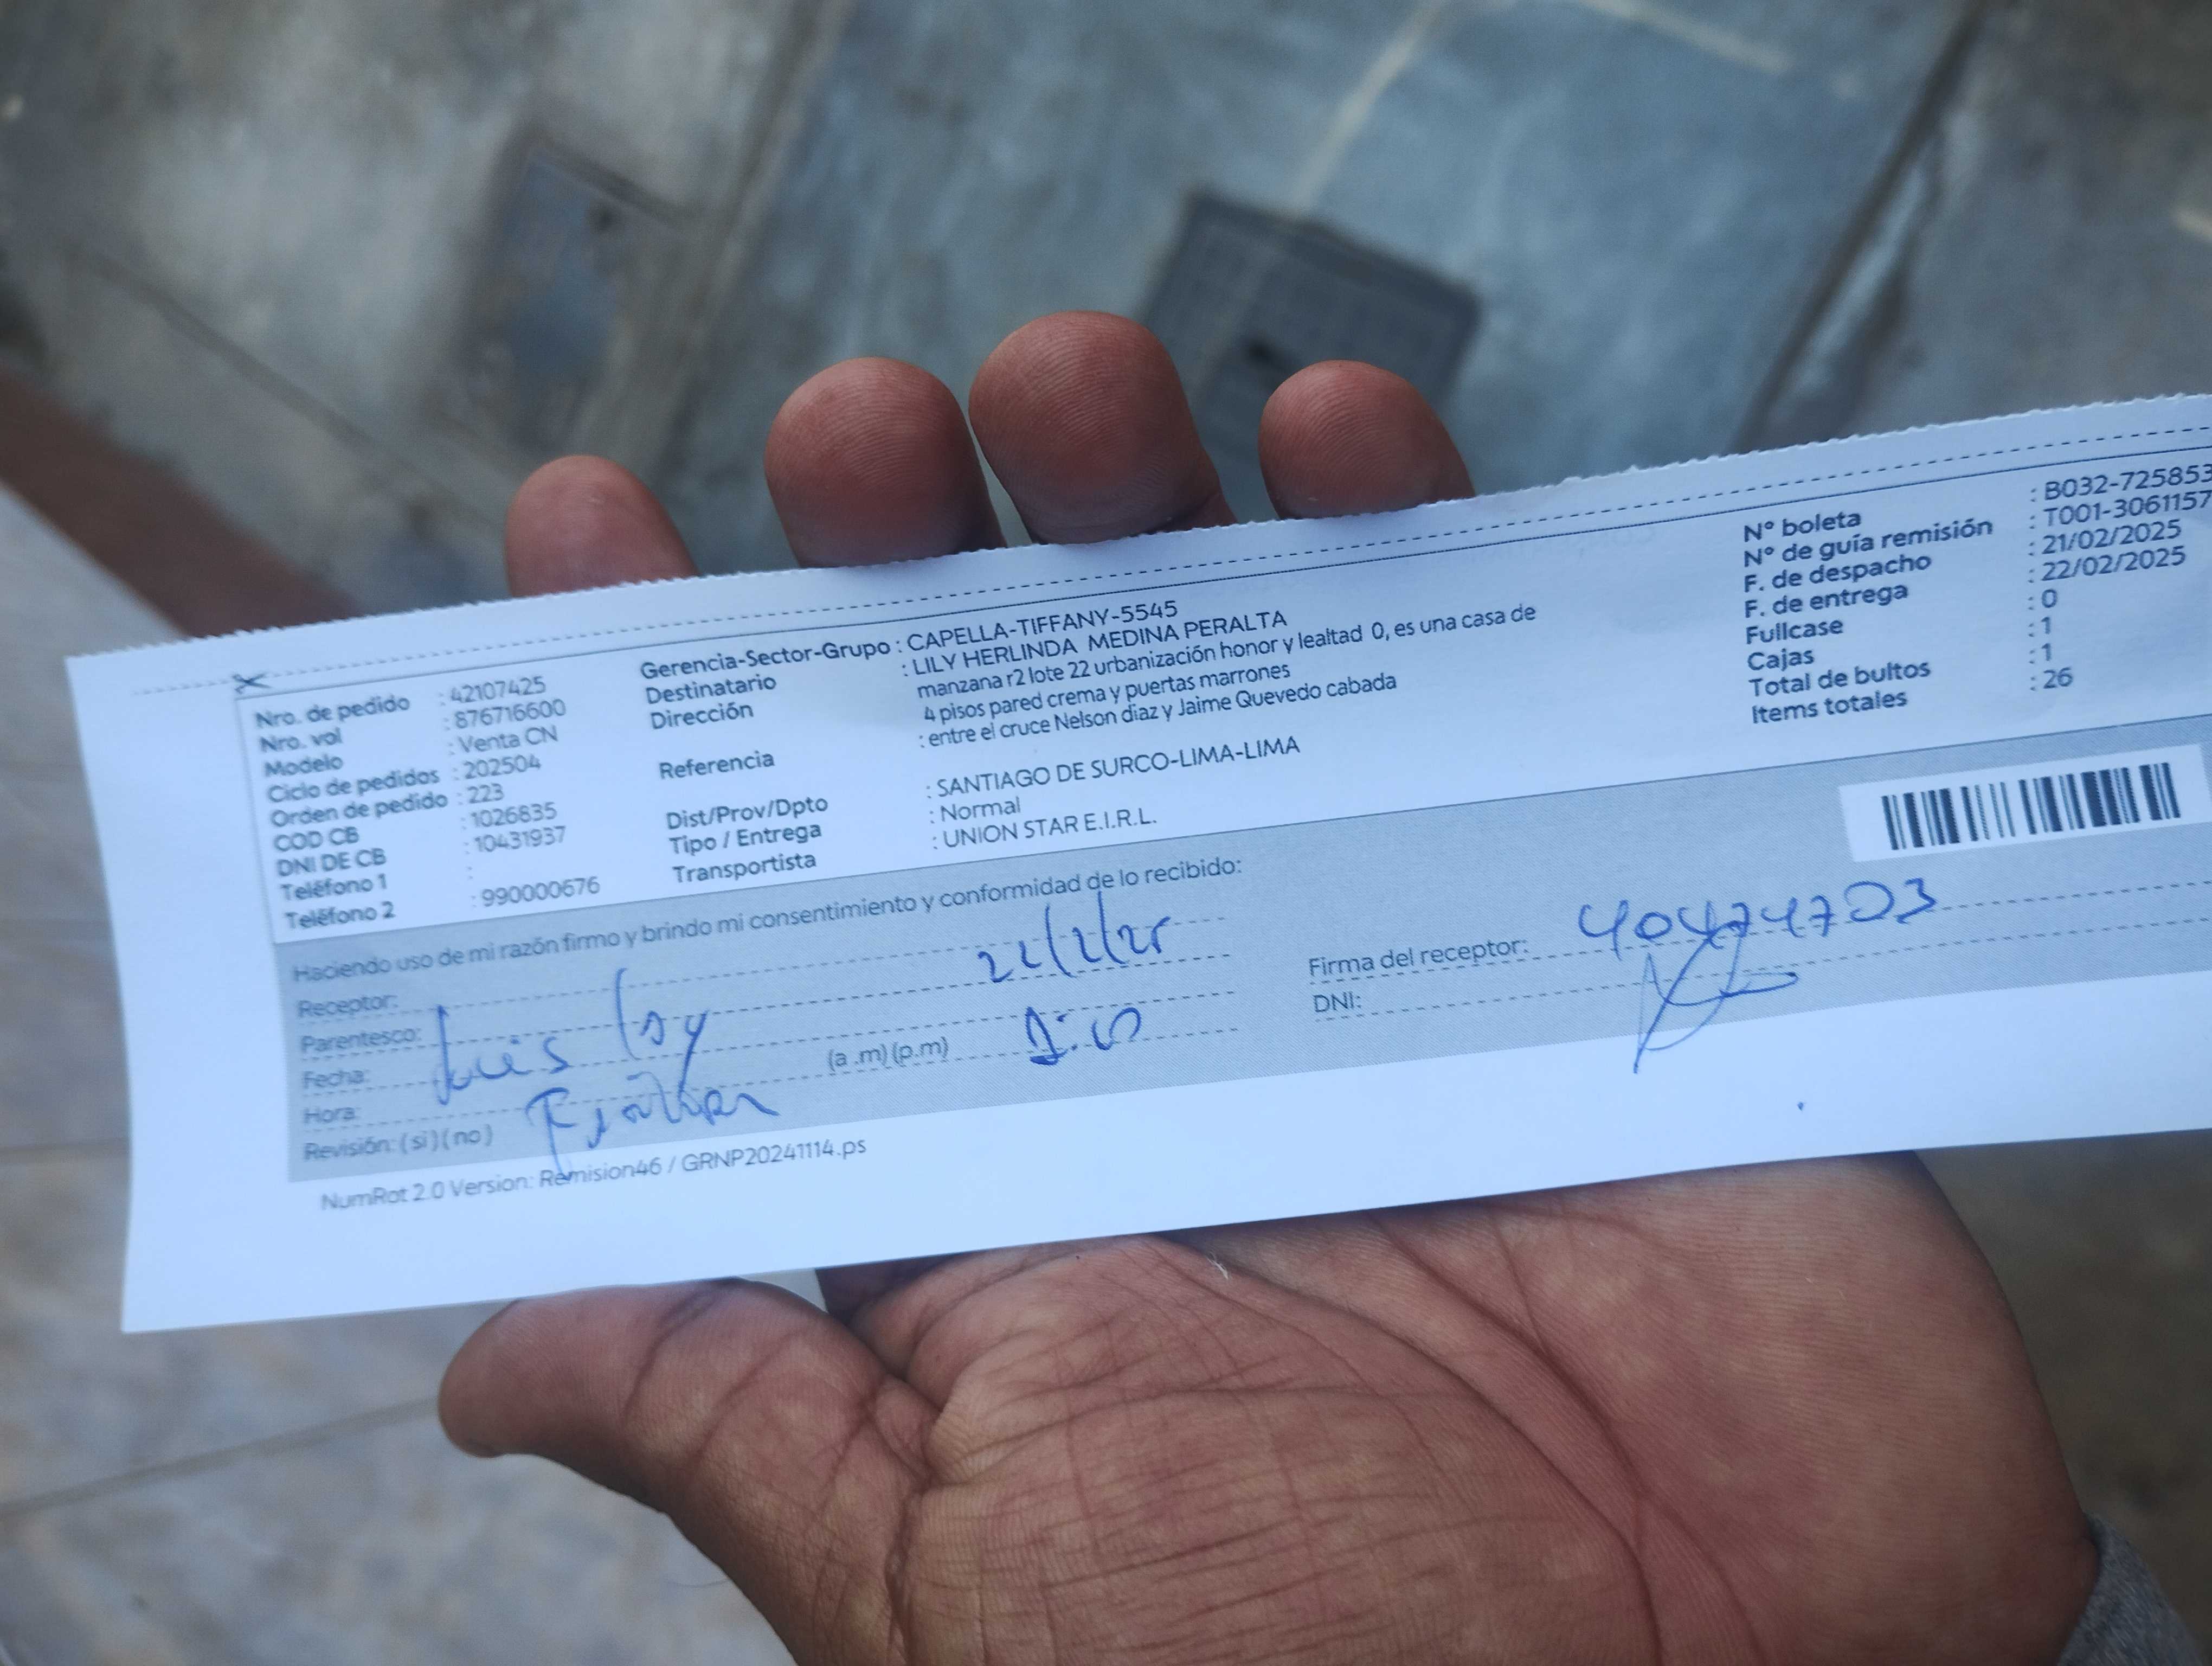 Nro. de pedido : 42107425
Nro. vol : 876716600
Modelo : Venta CN
Ciclo de pedidos : 202504
Orden de pedido : 223
COD CB : 1026835
DNI DE CB : 10431937
Teléfono 1 :
Teléfono 2 : 990000676
Gerencia-Sector-Grupo : CAPELLA-TIFFANY-5545
Destinatario : LILY HERLINDA MEDINA PERALTA
Dirección manzana r2 lote 22 urbanización honor y lealtad 0, es una casa de
4 pisos pared crema y puertas marrones
Referencia : entre el cruce Nelson diaz y Jaime Quevedo cabada
Dist/Prov/Dpto : SANTIAGO DE SURCO-LIMA-LIMA
Tipo / Entrega : Normal
Transportista : UNION STAR E.I.R.L.
N° boleta : B032-725853
N° de guía remisión : T001-3061157
F. de despacho : 21/02/2025
F. de entrega : 22/02/2025
Fullcase : 0
Cajas : 1
Total de bultos : 1
Items totales : 26
Haciendo uso de mi razón firmo y brindo mi consentimiento y conformidad de lo recibido:
Receptor:
Parentesco:
Fecha: Luis
Hora:
Revisión: (si) (no)
22/2/25
(a .m) (p.m)
Firma del receptor: 40474703
DNI:
NumRot 2.0 Version: Remision46 / GRNP20241114.ps